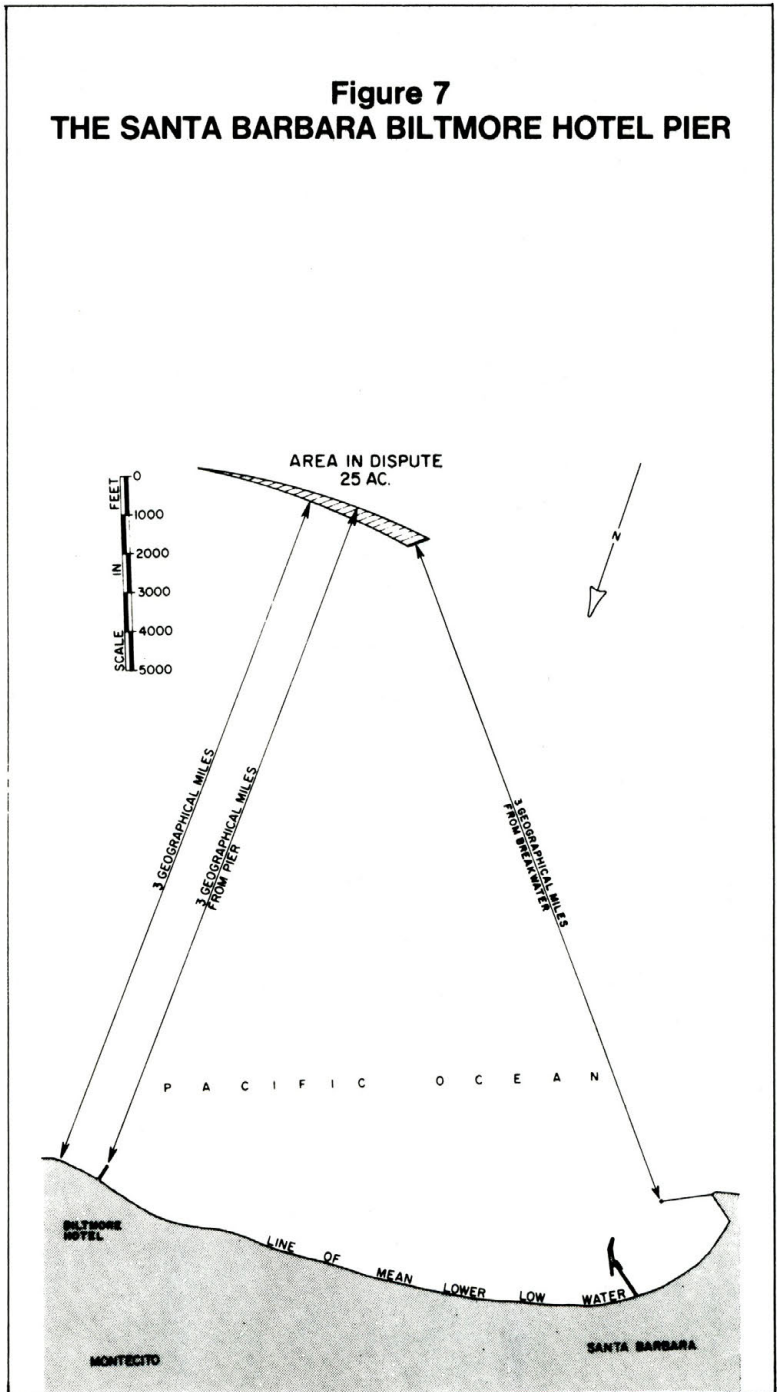 Figure 7
THE SANTA BARBARA BILTMORE HOTEL PIER
AREA IN DISPUTE
25 AC.
SCALE IN FEET
0
1000
2000
3000
4000
5000
N
3 GEOGRAPHICAL MILES
3 GEOGRAPHICAL MILES
FROM PIER
3 GEOGRAPHICAL MILES
FROM BREAKWATER
PACIFIC OCEAN
BILTMORE
HOTEL
LINE OF MEAN LOWER LOW WATER
SANTA BARBARA
MONTECITO